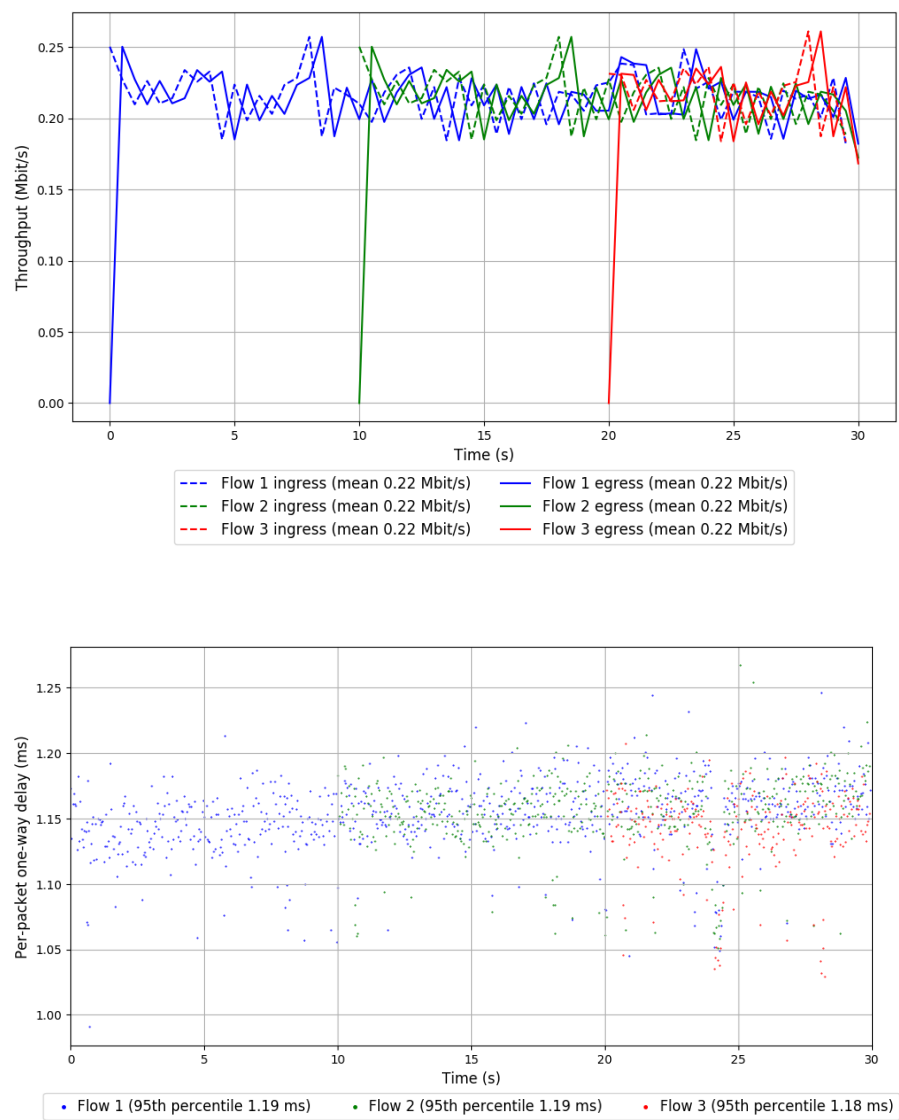 0.25
0.20
0.15
0.10
0.05
0.00
Throughput (Mbit/s)
0 5 10 15 20 25 30
Time (s)
Flow 1 ingress (mean 0.22 Mbit/s) Flow 1 egress (mean 0.22 Mbit/s)
Flow 2 ingress (mean 0.22 Mbit/s) Flow 2 egress (mean 0.22 Mbit/s)
Flow 3 ingress (mean 0.22 Mbit/s) Flow 3 egress (mean 0.22 Mbit/s)
1.25
1.20
1.15
1.10
1.05
1.00
Per-packet one-way delay (ms)
0 5 10 15 20 25 30
Time (s)
Flow 1 (95th percentile 1.19 ms) Flow 2 (95th percentile 1.19 ms) Flow 3 (95th percentile 1.18 ms)